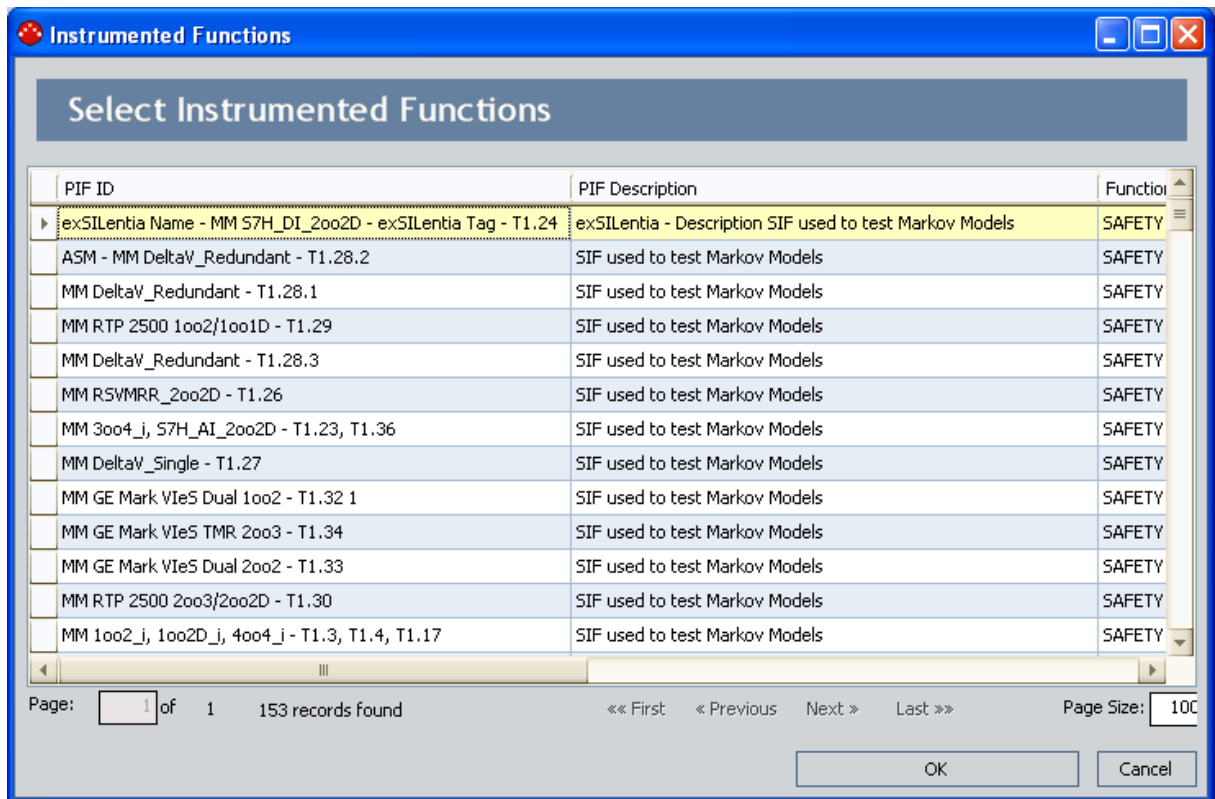 Instrumented Functions
Select Instrumented Functions
PIF ID PIF Description Function
exSILentia Name - MM S7H_DI_2oo2D - exSILentia Tag - T1.24 exSILentia - Description SIF used to test Markov Models SAFETY
ASM - MM DeltaV_Redundant - T1.28.2 SIF used to test Markov Models SAFETY
MM DeltaV_Redundant - T1.28.1 SIF used to test Markov Models SAFETY
MM RTP 2500 1oo2/1oo1D - T1.29 SIF used to test Markov Models SAFETY
MM DeltaV_Redundant - T1.28.3 SIF used to test Markov Models SAFETY
MM RSVMRR_2oo2D - T1.26 SIF used to test Markov Models SAFETY
MM 3oo4_i, S7H_AI_2oo2D - T1.23, T1.36 SIF used to test Markov Models SAFETY
MM DeltaV_Single - T1.27 SIF used to test Markov Models SAFETY
MM GE Mark VIeS Dual 1oo2 - T1.32 1 SIF used to test Markov Models SAFETY
MM GE Mark VIeS TMR 2oo3 - T1.34 SIF used to test Markov Models SAFETY
MM GE Mark VIeS Dual 2oo2 - T1.33 SIF used to test Markov Models SAFETY
MM RTP 2500 2oo3/2oo2D - T1.30 SIF used to test Markov Models SAFETY
MM 1oo2_i, 1oo2D_i, 4oo4_i - T1.3, T1.4, T1.17 SIF used to test Markov Models SAFETY
Page: 1 of 1 153 records found «« First « Previous Next » Last »» Page Size: 100
OK Cancel